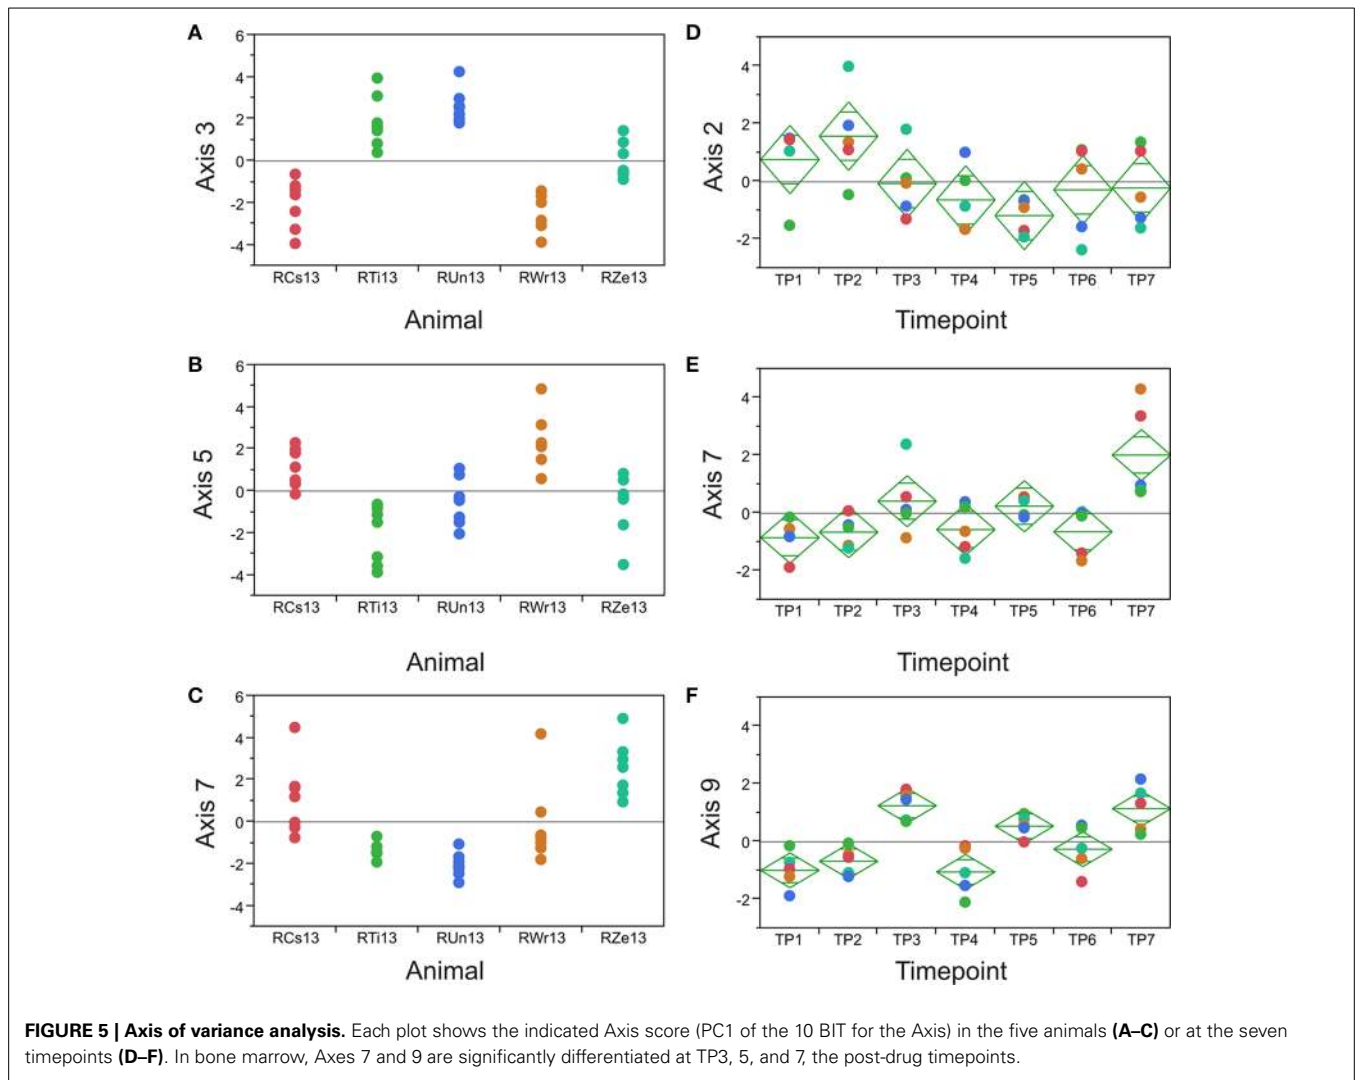 A
6
4
2
0
-2
-4
Axis 3
RCs13 RTi13 RUn13 RWr13 RZe13
Animal
D
4
2
0
-2
Axis 2
TP1 TP2 TP3 TP4 TP5 TP6 TP7
Timepoint
B
6
4
2
0
-2
-4
Axis 5
RCs13 RTi13 RUn13 RWr13 RZe13
Animal
E
4
2
0
-2
Axis 7
TP1 TP2 TP3 TP4 TP5 TP6 TP7
Timepoint
C
6
4
2
0
-2
-4
Axis 7
RCs13 RTi13 RUn13 RWr13 RZe13
Animal
F
4
2
0
-2
Axis 9
TP1 TP2 TP3 TP4 TP5 TP6 TP7
Timepoint
FIGURE 5 | Axis of variance analysis. Each plot shows the indicated Axis score (PC1 of the 10 BIT for the Axis) in the five animals (A–C) or at the seven
timepoints (D–F). In bone marrow, Axes 7 and 9 are significantly differentiated at TP3, 5, and 7, the post-drug timepoints.